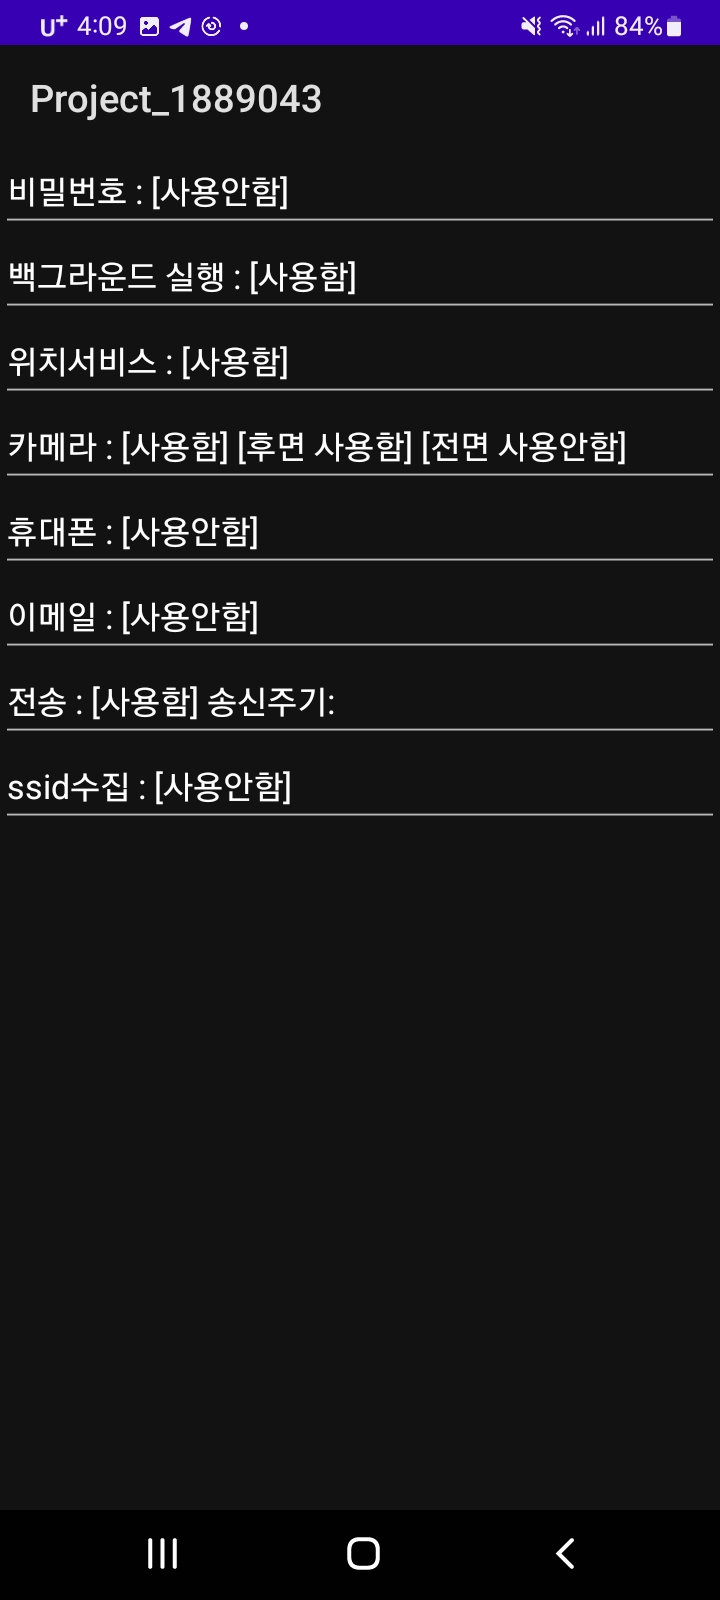 U+ 4:09 84%
Project_1889043
비밀번호 : [사용안함]
백그라운드 실행 : [사용함]
위치서비스 : [사용함]
카메라 : [사용함] [후면 사용함] [전면 사용안함]
휴대폰 : [사용안함]
이메일 : [사용안함]
전송 : [사용함] 송신주기:
ssid수집 : [사용안함]